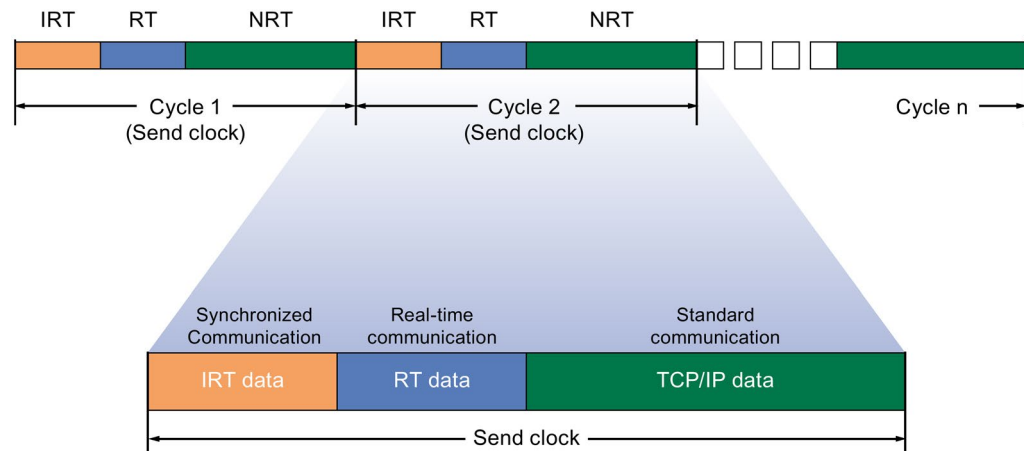 IRT RT NRT IRT RT NRT
Cycle 1 Cycle 2 Cycle n
(Send clock) (Send clock)
Synchronized Real-time Standard
Communication communication communication
IRT data RT data TCP/IP data
Send clock